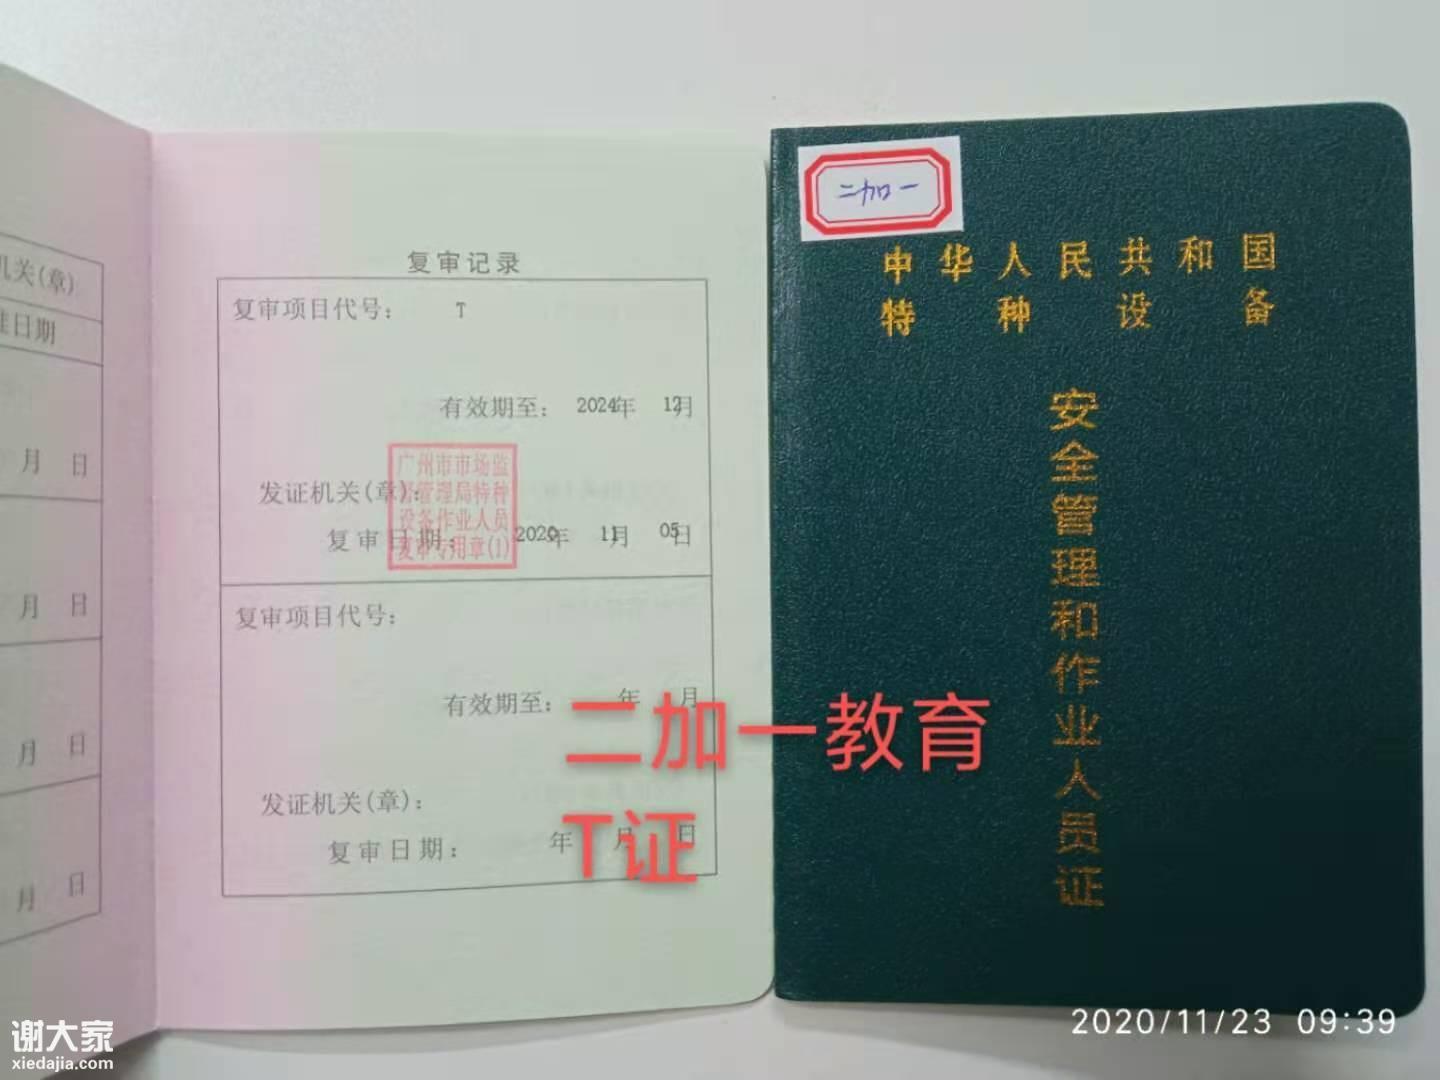 机关(章)
准日期
月 日
月 日
月 日
月 日
复审记录
复审项目代号: T
有效期至: 2024年 12月
发证机关(章):
广州市市场监
督管理局特种
设备作业人员
复审专用章(1)
复审日期: 2020年 11月 05日
复审项目代号:
有效期至: 年 月
发证机关(章):
复审日期: 年 月 日
二加一
中华人民共和国
特种设备
安全管理和作业人员证
二加一教育
T证
2020/11/23 09:39
谢大家
xiedajia.com